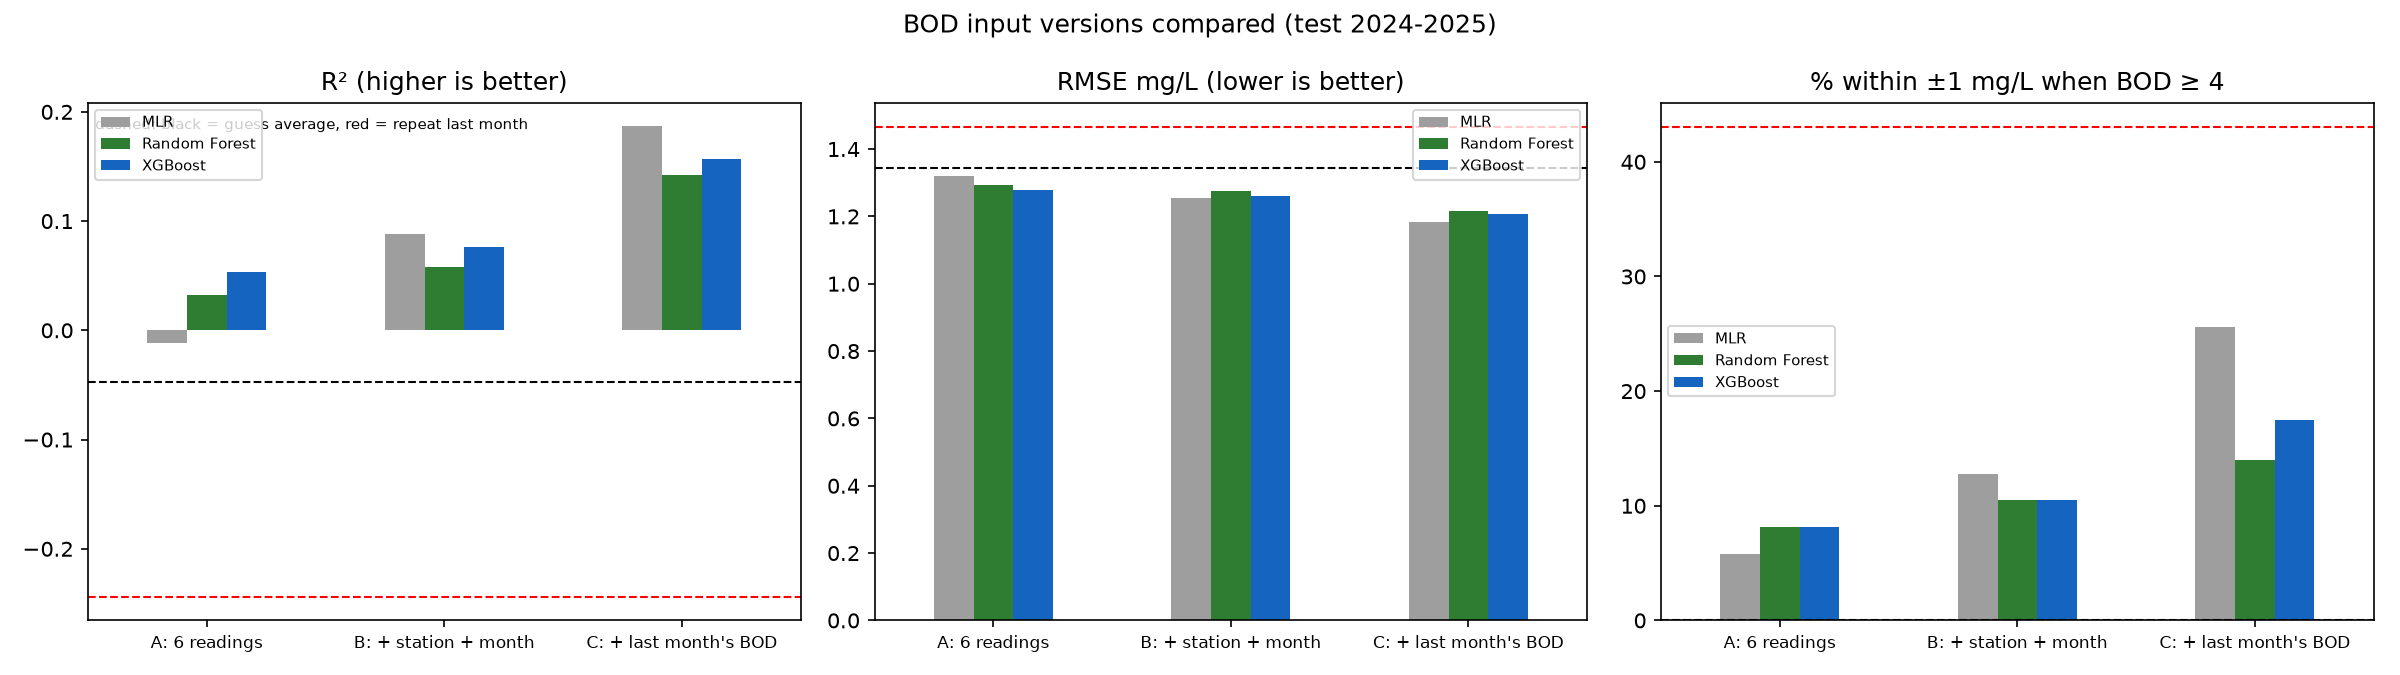 BOD input versions compared (test 2024-2025)
R² (higher is better)
dashed: black = guess average, red = repeat last month
MLR
Random Forest
XGBoost
0.2
0.1
0.0
−0.1
−0.2
A: 6 readings
B: + station + month
C: + last month's BOD
RMSE mg/L (lower is better)
MLR
Random Forest
XGBoost
1.4
1.2
1.0
0.8
0.6
0.4
0.2
0.0
A: 6 readings
B: + station + month
C: + last month's BOD
% within ±1 mg/L when BOD ≥ 4
MLR
Random Forest
XGBoost
40
30
20
10
0
A: 6 readings
B: + station + month
C: + last month's BOD